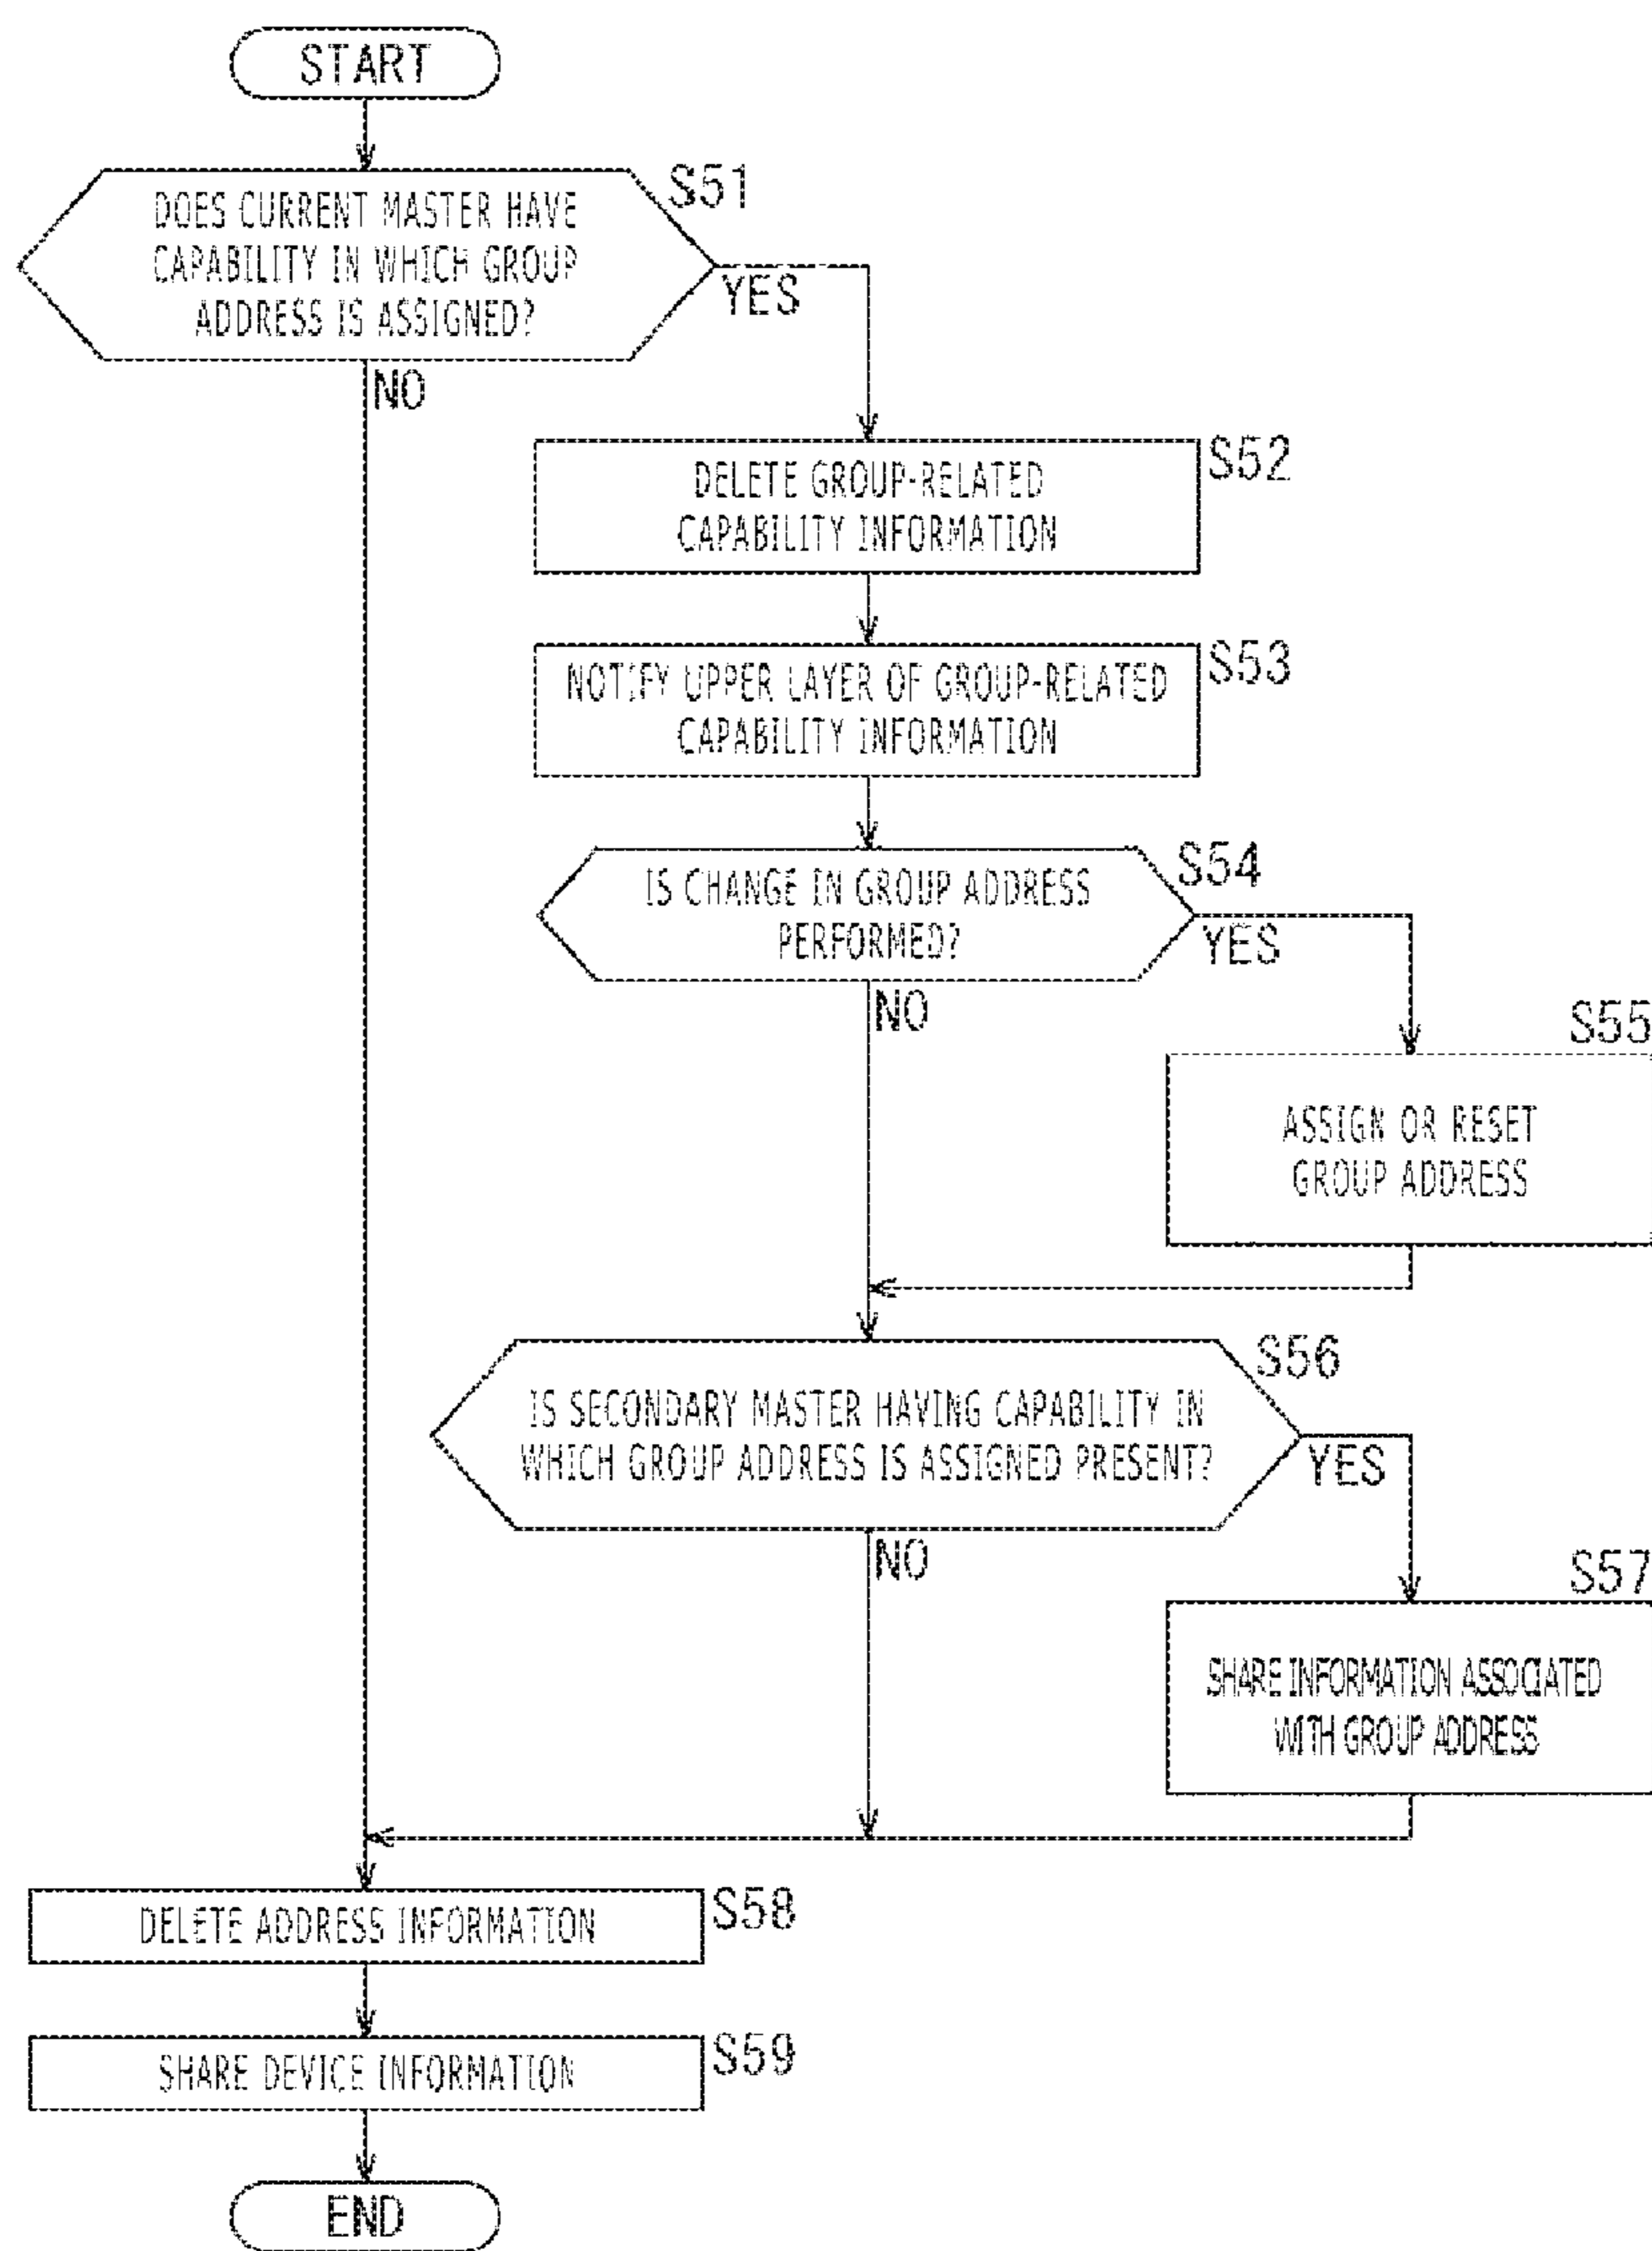 START
S51
DOES CURRENT MASTER HAVE
CAPABILITY IN WHICH GROUP
ADDRESS IS ASSIGNED?
YES
NO
S52
DELETE GROUP-RELATED
CAPABILITY INFORMATION
S53
NOTIFY UPPER LAYER OF GROUP-RELATED
CAPABILITY INFORMATION
S54
IS CHANGE IN GROUP ADDRESS
PERFORMED?
YES
NO
S55
ASSIGN OR RESET
GROUP ADDRESS
S56
IS SECONDARY MASTER HAVING CAPABILITY IN
WHICH GROUP ADDRESS IS ASSIGNED PRESENT?
YES
NO
S57
SHARE INFORMATION ASSOCIATED
WITH GROUP ADDRESS
S58
DELETE ADDRESS INFORMATION
S59
SHARE DEVICE INFORMATION
END